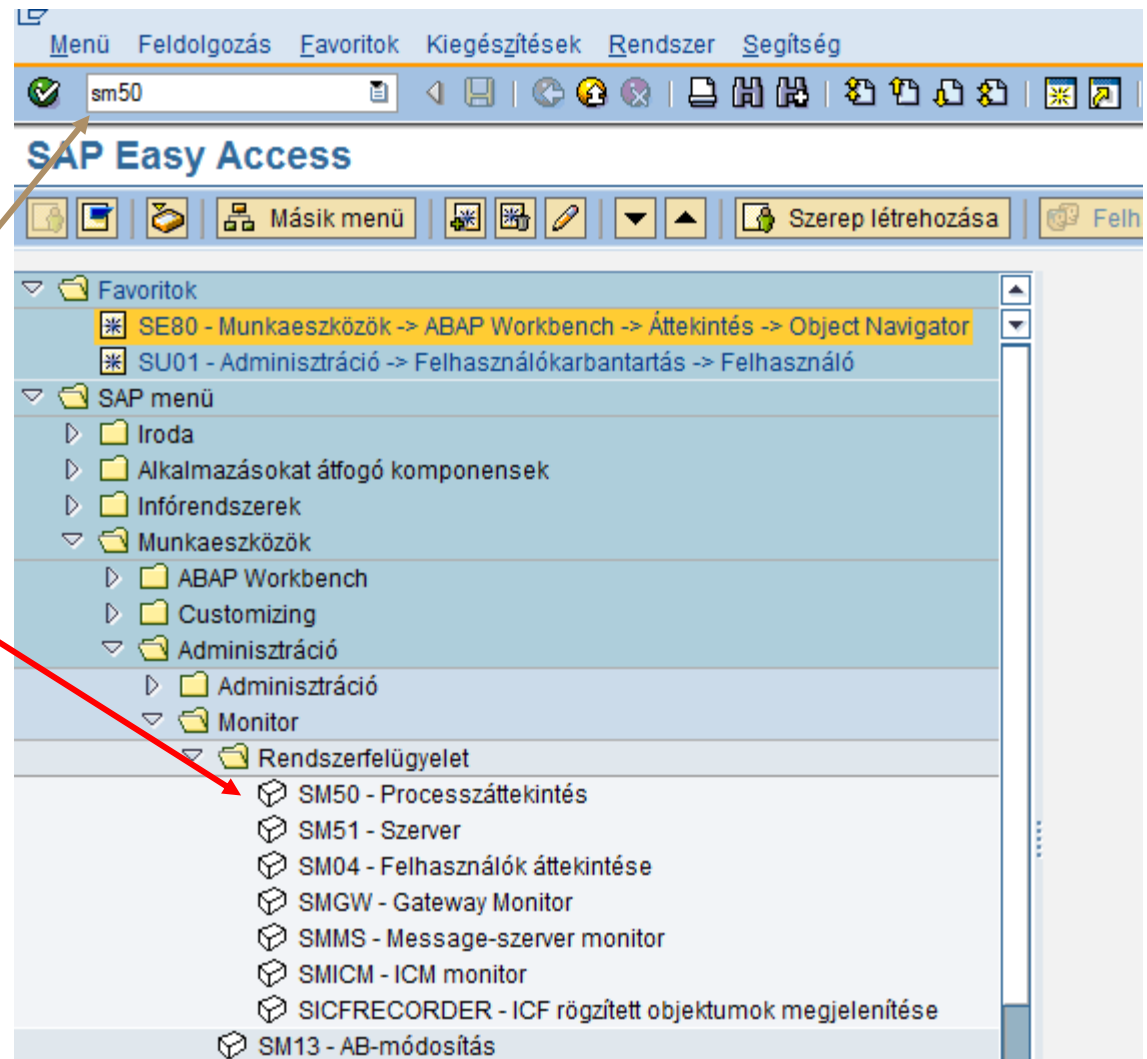 Menü Feldolgozás Favoritok Kiegészítések Rendszer Segítség
sm50
SAP Easy Access
Másik menü Szerep létrehozása Felh
Favoritok
SE80 - Munkaeszközök -> ABAP Workbench -> Áttekintés -> Object Navigator
SU01 - Adminisztráció -> Felhasználókarbantartás -> Felhasználó
SAP menü
Iroda
Alkalmazásokat átfogó komponensek
Infórendszerek
Munkaeszközök
ABAP Workbench
Customizing
Adminisztráció
Adminisztráció
Monitor
Rendszerfelügyelet
SM50 - Processzáttekintés
SM51 - Szerver
SM04 - Felhasználók áttekintése
SMGW - Gateway Monitor
SMMS - Message-szerver monitor
SMICM - ICM monitor
SICFRECORDER - ICF rögzített objektumok megjelenítése
SM13 - AB-módosítás